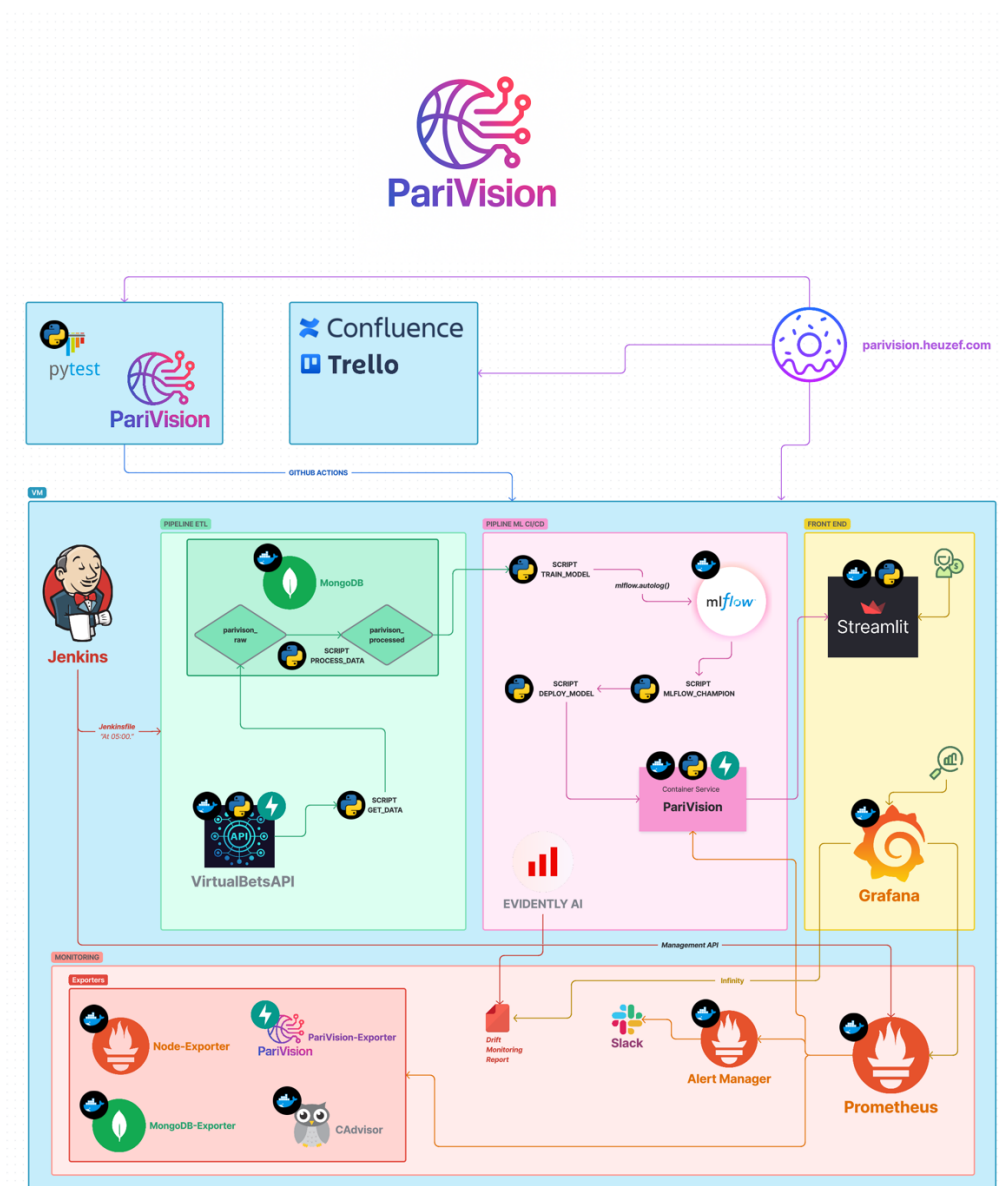 PariVision
parivision.heuzef.com
pytest
PariVision
Confluence
Trello
GITHUB ACTIONS
VM
Jenkins
Jenkinsfile
"At 05:00."
PIPELINE ETL
MongoDB
parivison_
raw
parivison_
processed
SCRIPT
PROCESS_DATA
SCRIPT
GET_DATA
API
VirtualBetsAPI
PIPLINE ML CI/CD
SCRIPT
TRAIN_MODEL
mlflow.autolog()
mlflow
SCRIPT
DEPLOY_MODEL
SCRIPT
MLFLOW_CHAMPION
Container Service
PariVision
EVIDENTLY AI
FRONT END
Streamlit
Grafana
Management API
MONITORING
Exporters
Node-Exporter
PariVision
PariVision-Exporter
MongoDB-Exporter
CAdvisor
Infinity
Drift
Monitoring
Report
Slack
Alert Manager
Prometheus